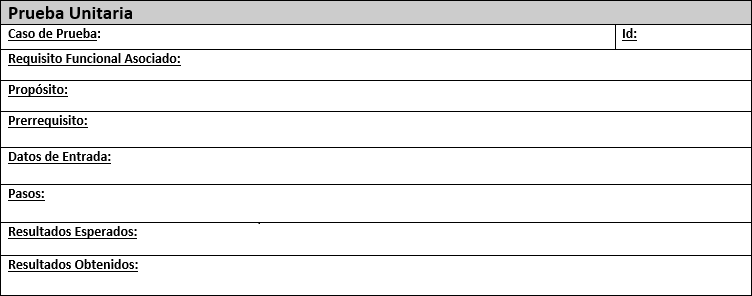 Prueba Unitaria
Caso de Prueba: Id:
Requisito Funcional Asociado:
Propósito:
Prerrequisito:
Datos de Entrada:
Pasos:
Resultados Esperados:
Resultados Obtenidos: